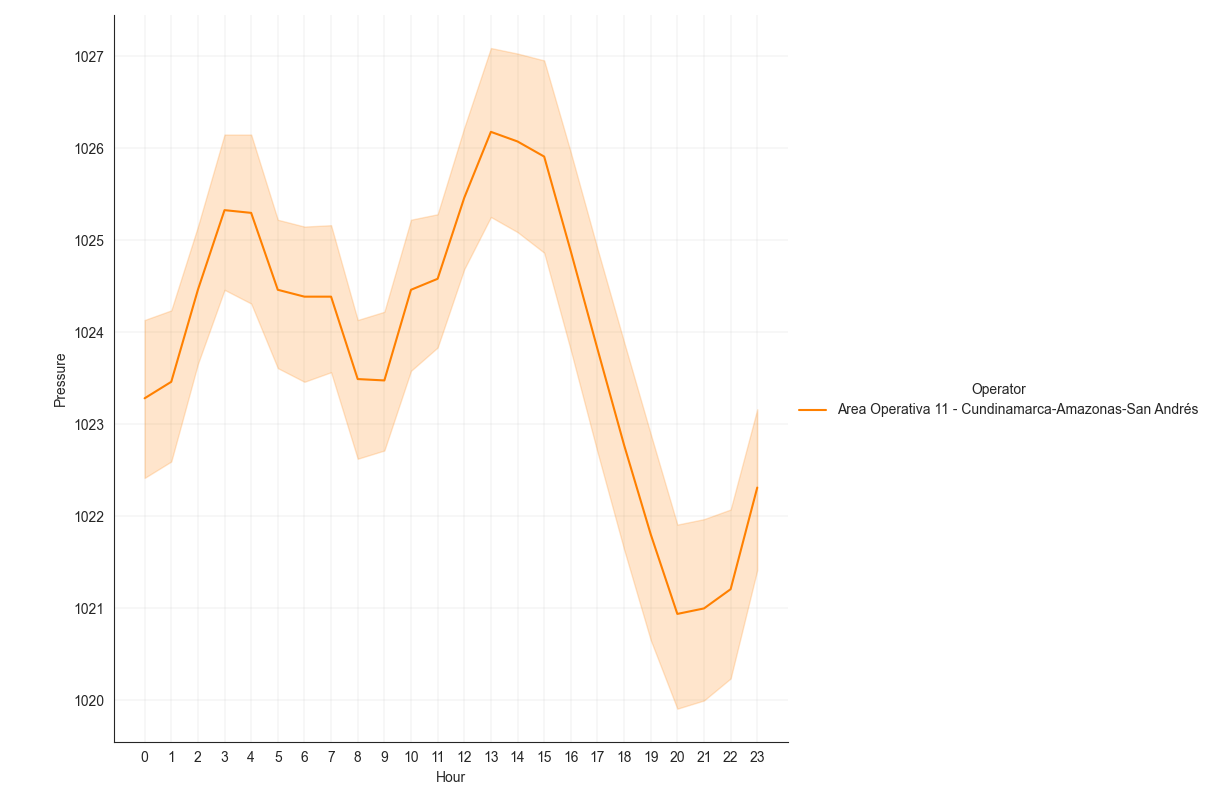 1027
1026
1025
1024
1023
1022
1021
1020
Pressure
0 1 2 3 4 5 6 7 8 9 10 11 12 13 14 15 16 17 18 19 20 21 22 23
Hour
Operator
Area Operativa 11 - Cundinamarca-Amazonas-San Andrés